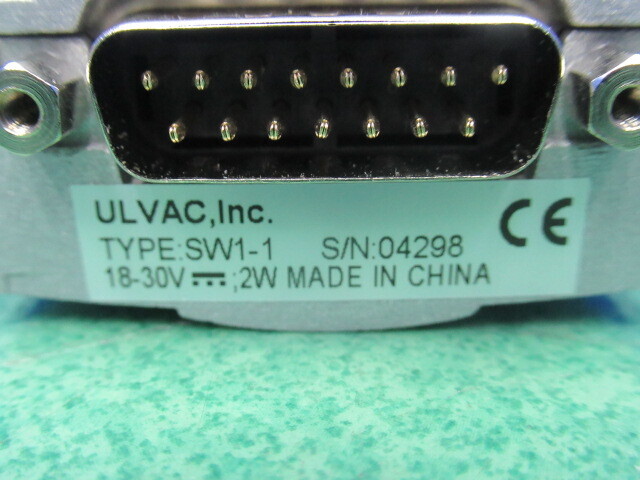 ULVAC,Inc.
CE
TYPE:SW1-1 S/N:04298
18-30V⎓;2W MADE IN CHINA